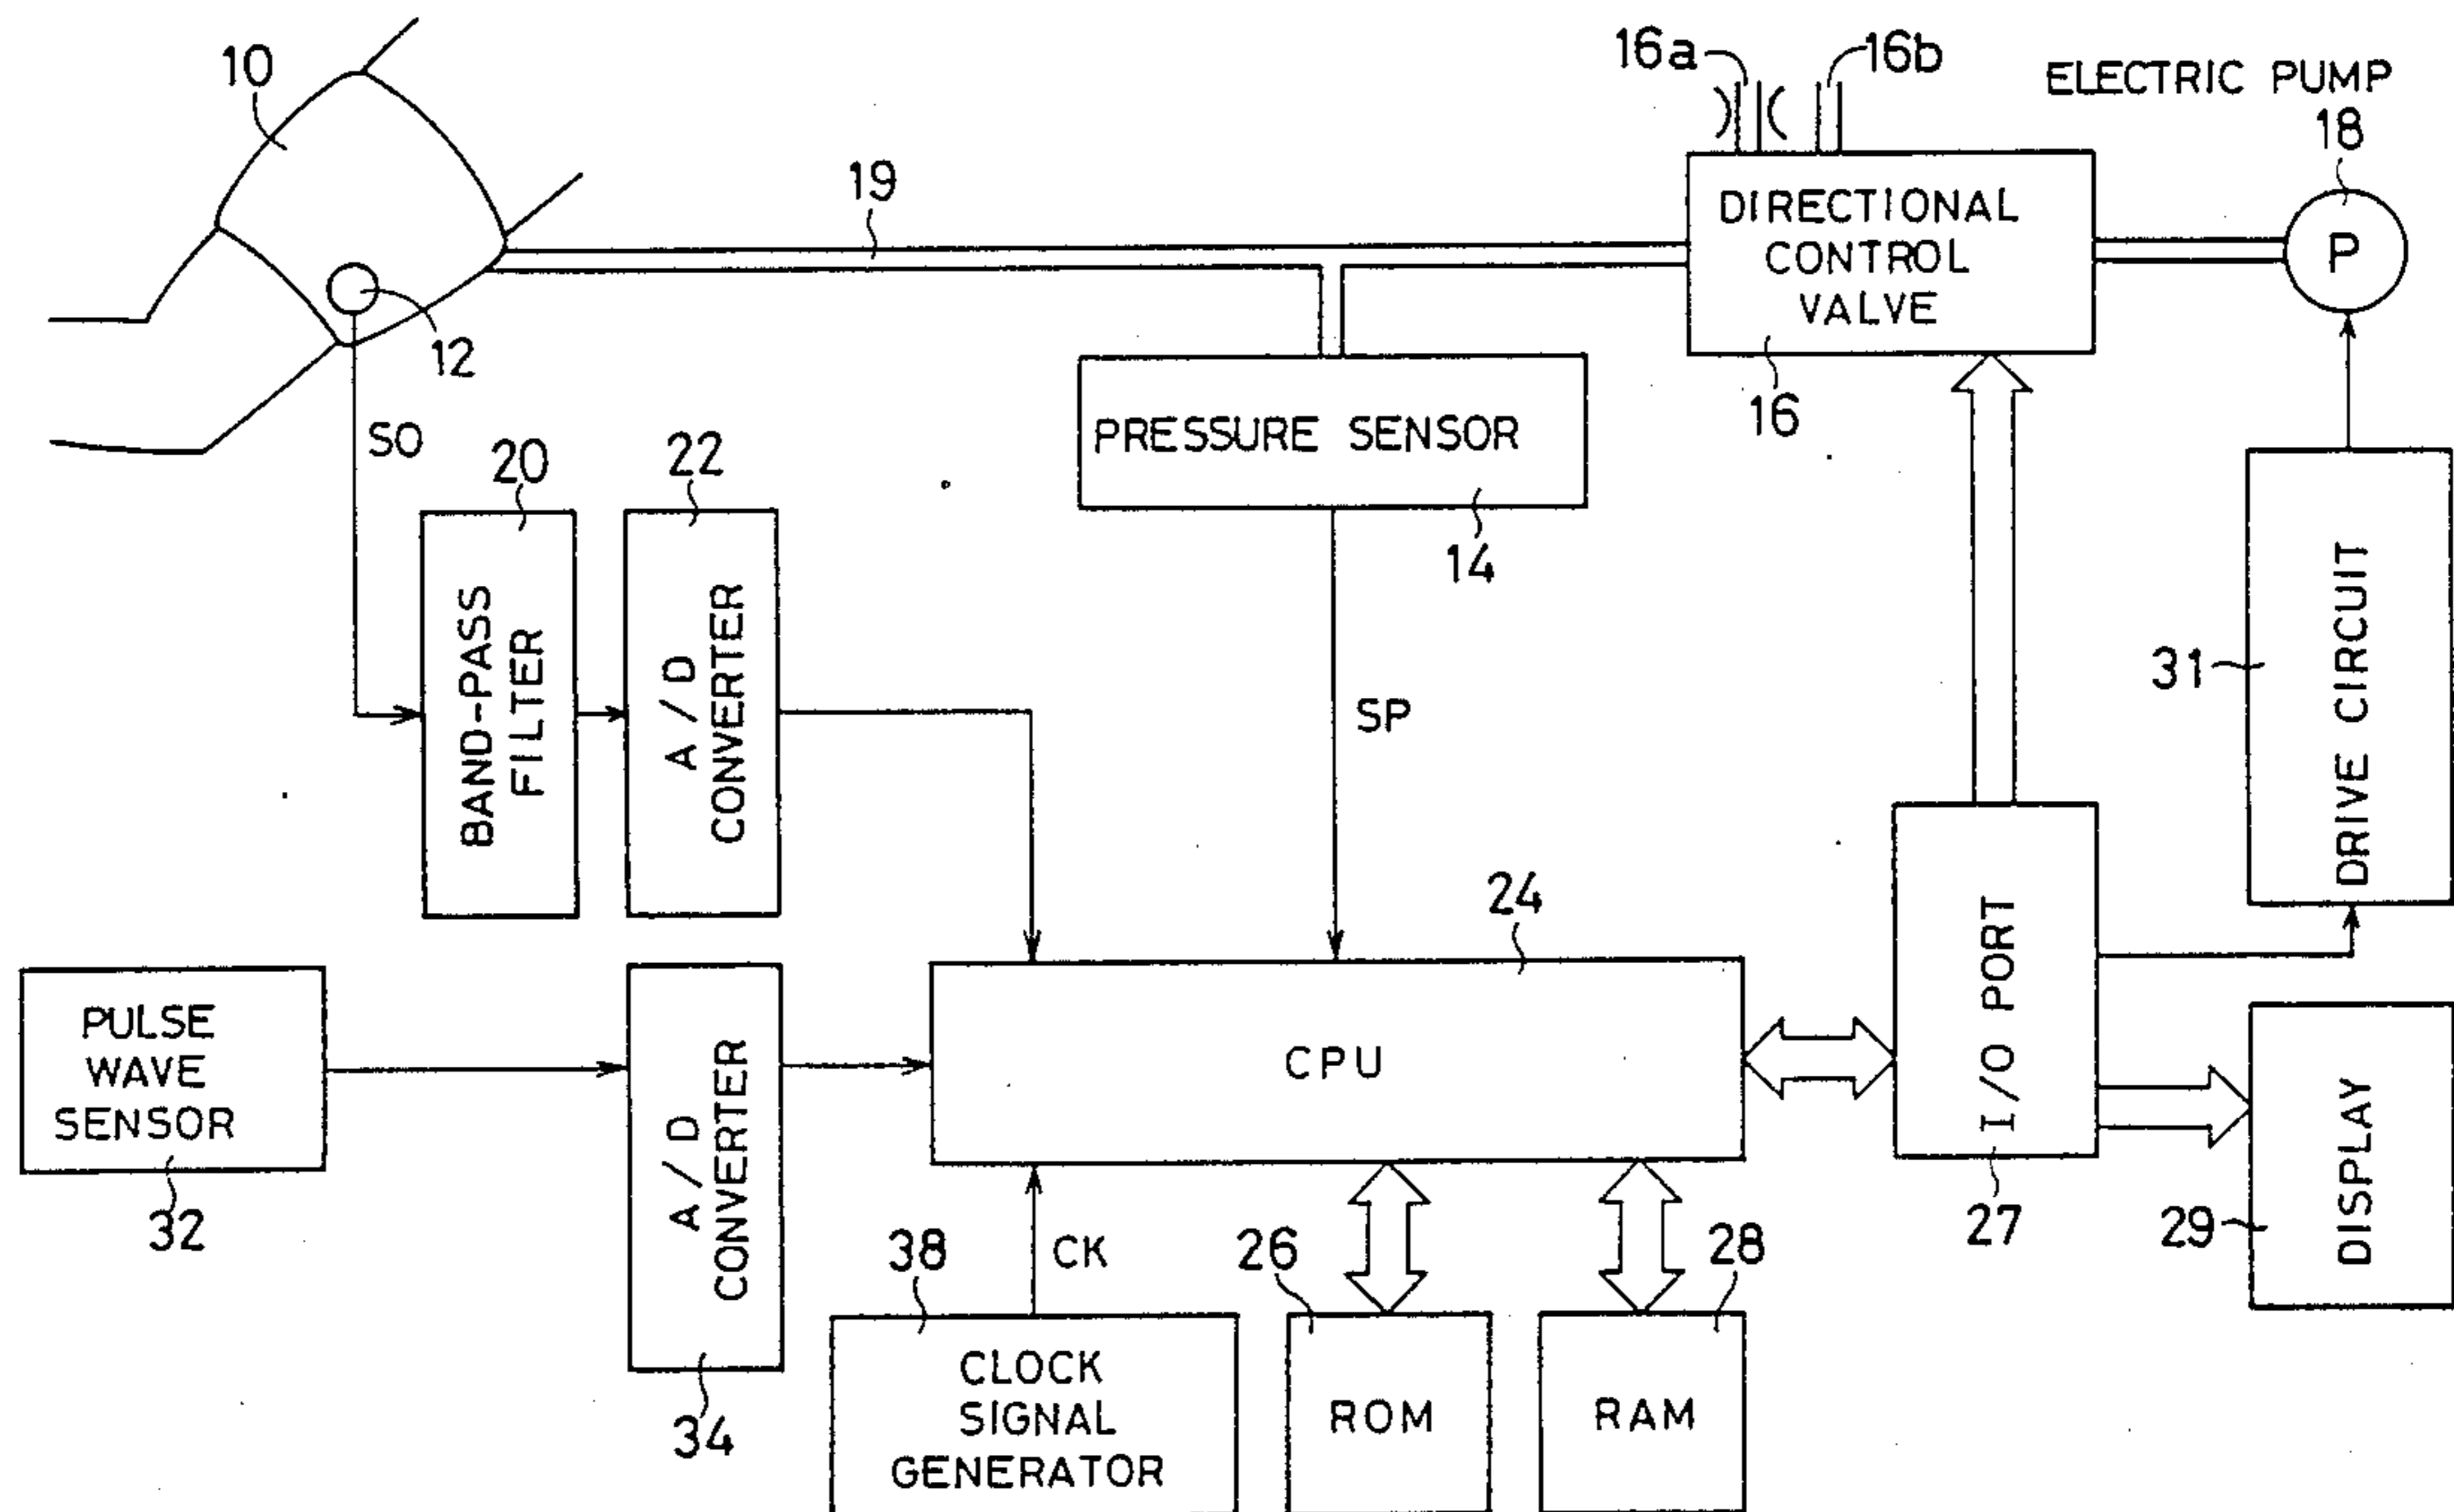 10
16a
16b
ELECTRIC PUMP
18
19
DIRECTIONAL
CONTROL
VALVE
P
12
16
SO
20
22
PRESSURE SENSOR
14
BAND-PASS
FILTER
A/D
CONVERTER
SP
31
DRIVE CIRCUIT
24
PULSE
WAVE
SENSOR
32
A/D
CONVERTER
34
CPU
I/O PORT
27
DISPLAY
29
38
CK
26
28
CLOCK
SIGNAL
GENERATOR
ROM
RAM